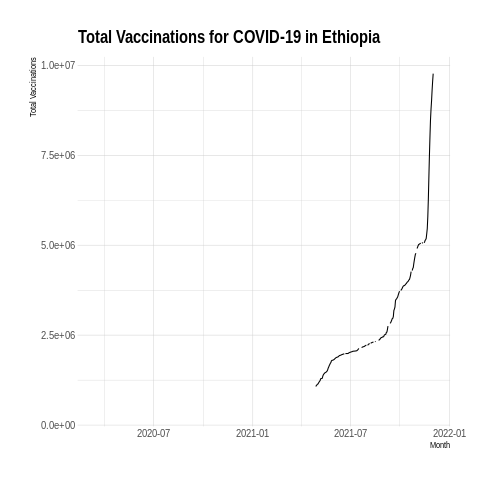 Total Vaccinations for COVID-19 in Ethiopia
Total Vaccinations
1.0e+07
7.5e+06
5.0e+06
2.5e+06
0.0e+00
2020-07 2021-01 2021-07 2022-01
Month